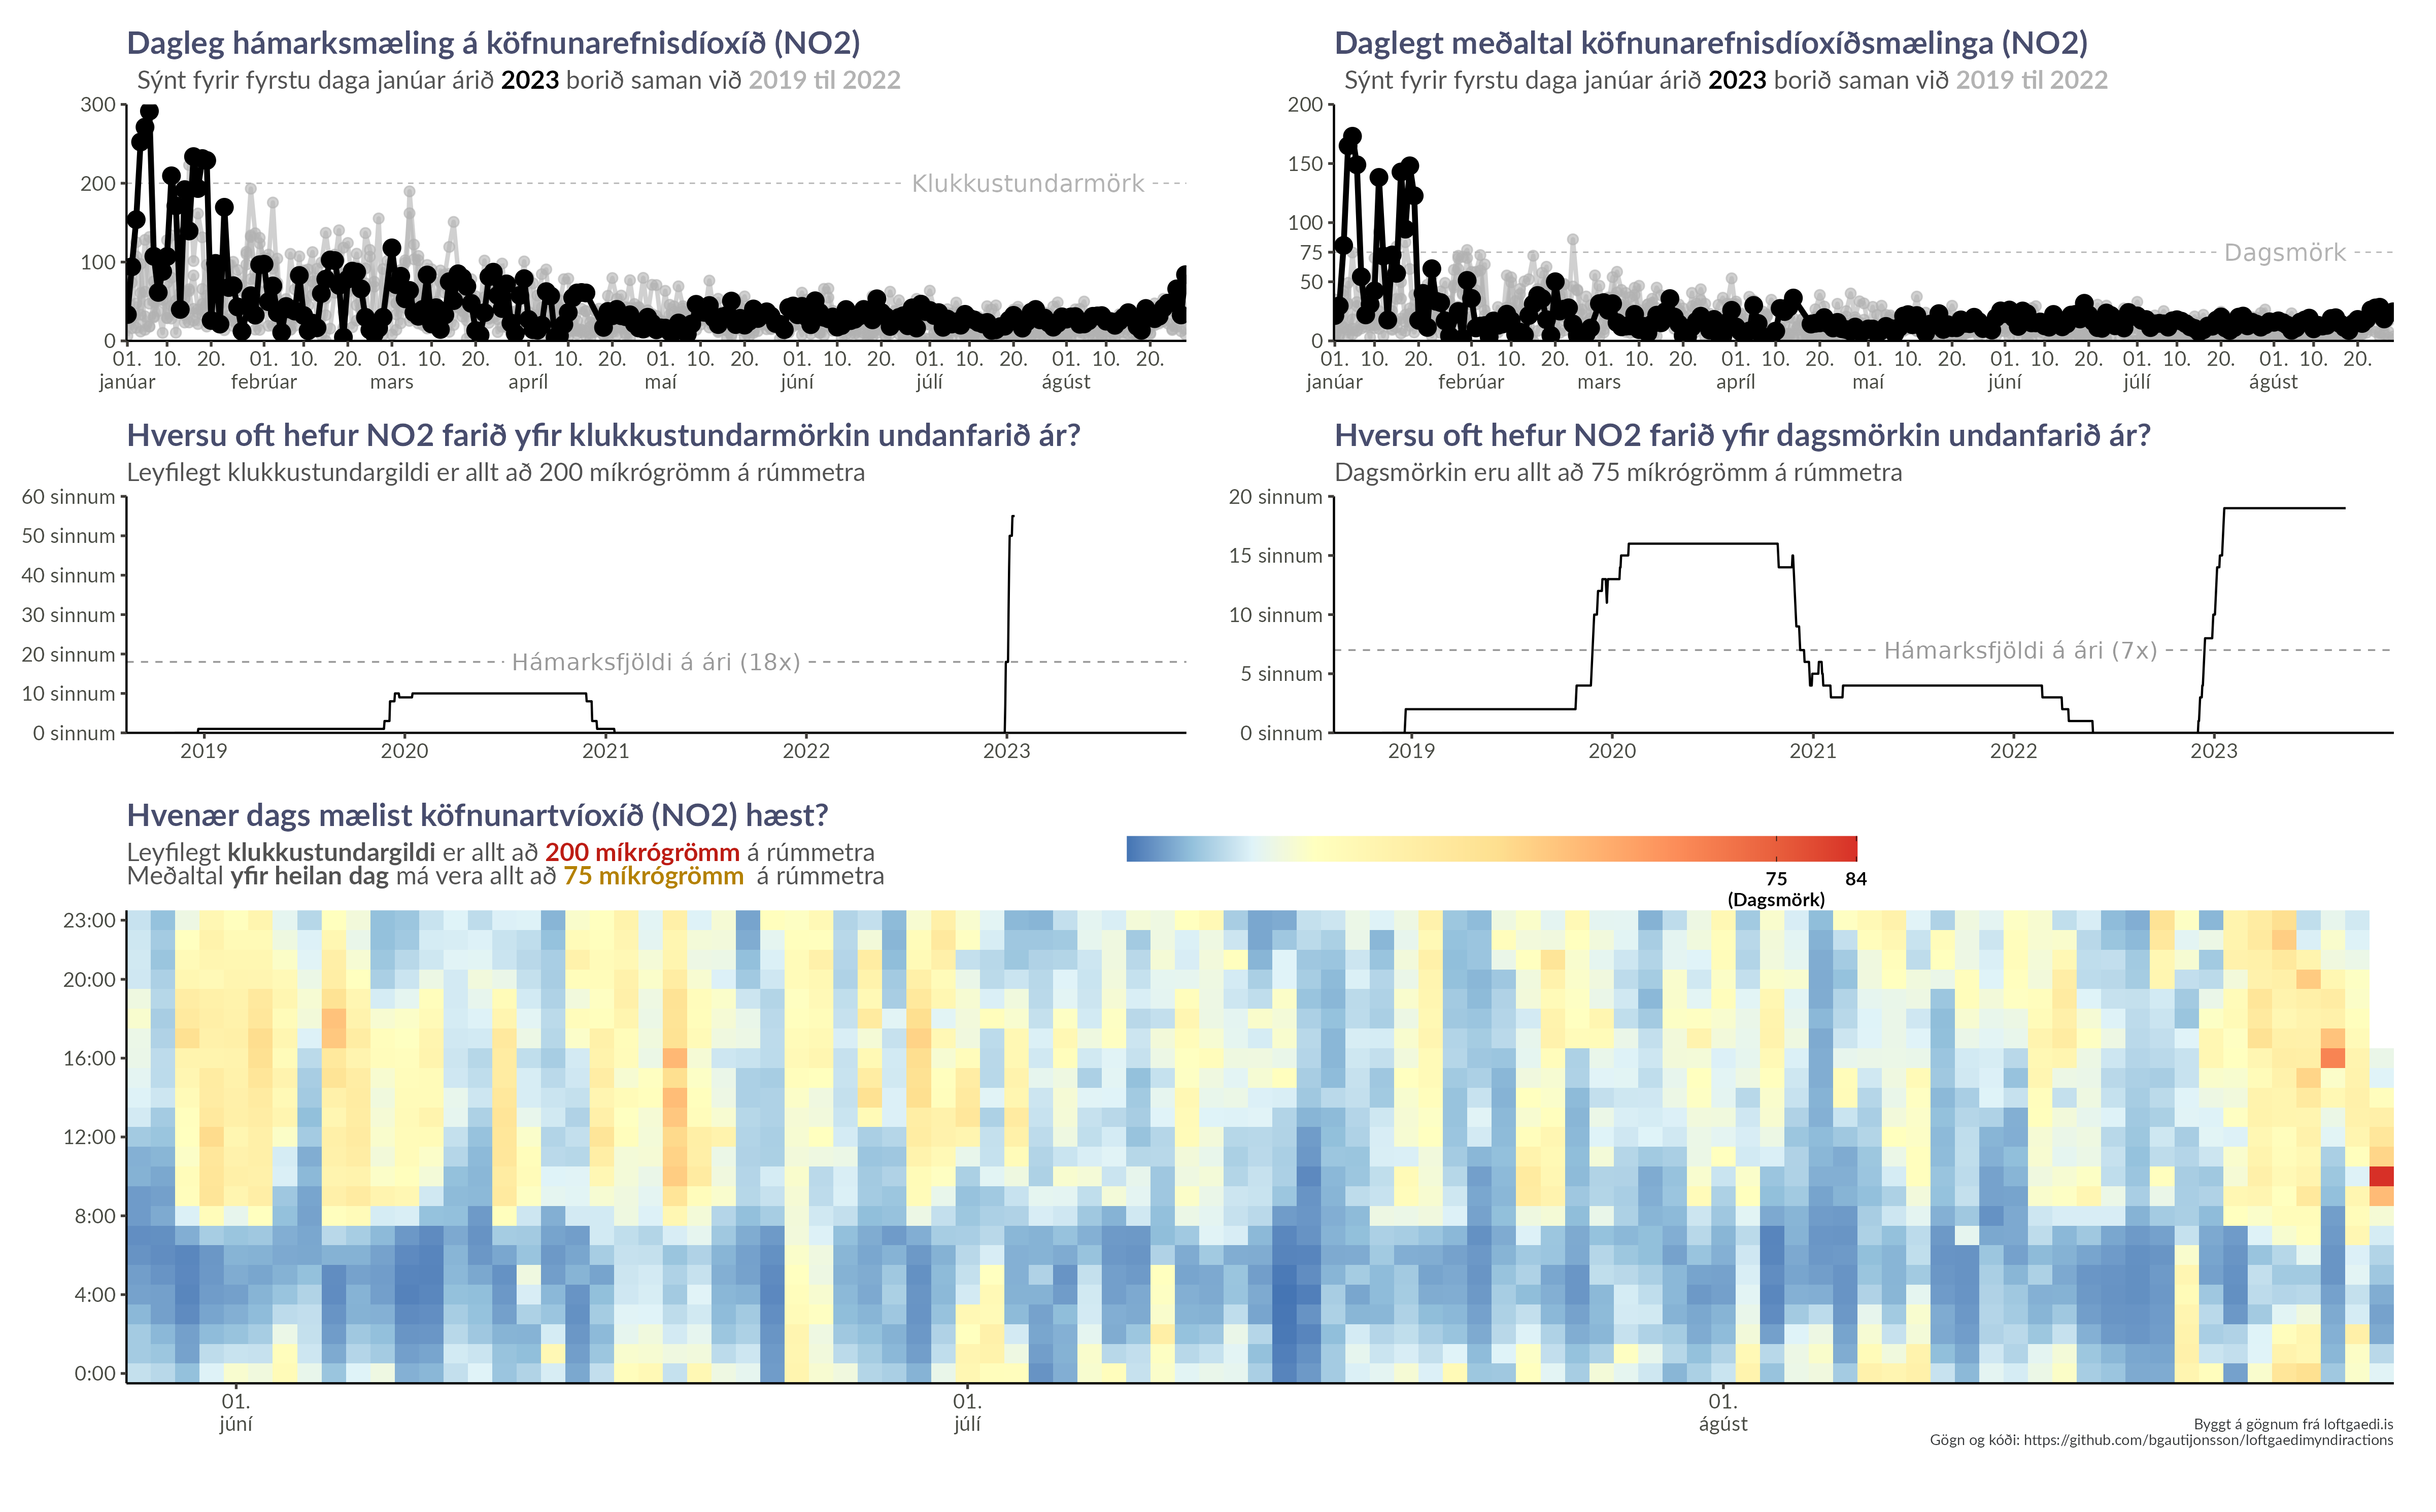 Dagleg hámarksmæling á köfnunarefnisdíoxíð (NO2)
Sýnt fyrir fyrstu daga janúar árið 2023 borið saman við 2019 til 2022
300
200
100
0
Klukkustundarmörk
01. 10. 20. 01. 10. 20. 01. 10. 20. 01. 10. 20. 01. 10. 20. 01. 10. 20. 01. 10. 20. 01. 10. 20.
janúar febrúar mars apríl maí júní júlí ágúst
Daglegt meðaltal köfnunarefnisdíoxíðsmælinga (NO2)
Sýnt fyrir fyrstu daga janúar árið 2023 borið saman við 2019 til 2022
200
150
100
75
50
0
Dagsmörk
01. 10. 20. 01. 10. 20. 01. 10. 20. 01. 10. 20. 01. 10. 20. 01. 10. 20. 01. 10. 20. 01. 10. 20.
janúar febrúar mars apríl maí júní júlí ágúst
Hversu oft hefur NO2 farið yfir klukkustundarmörkin undanfarið ár?
Leyfilegt klukkustundargildi er allt að 200 míkrógrömm á rúmmetra
60 sinnum
50 sinnum
40 sinnum
30 sinnum
20 sinnum
10 sinnum
0 sinnum
Hámarksfjöldi á ári (18x)
2019 2020 2021 2022 2023
Hversu oft hefur NO2 farið yfir dagsmörkin undanfarið ár?
Dagsmörkin eru allt að 75 míkrógrömm á rúmmetra
20 sinnum
15 sinnum
10 sinnum
5 sinnum
0 sinnum
Hámarksfjöldi á ári (7x)
2019 2020 2021 2022 2023
Hvenær dags mælist köfnunartvíoxíð (NO2) hæst?
Leyfilegt klukkustundargildi er allt að 200 míkrógrömm á rúmmetra
Meðaltal yfir heilan dag má vera allt að 75 míkrógrömm á rúmmetra
75 84
(Dagsmörk)
23:00
20:00
16:00
12:00
8:00
4:00
0:00
01. 01. 01.
júní júlí ágúst
Byggt á gögnum frá loftgaedi.is
Gögn og kóði: https://github.com/bgautijonsson/loftgaedimyndiractions